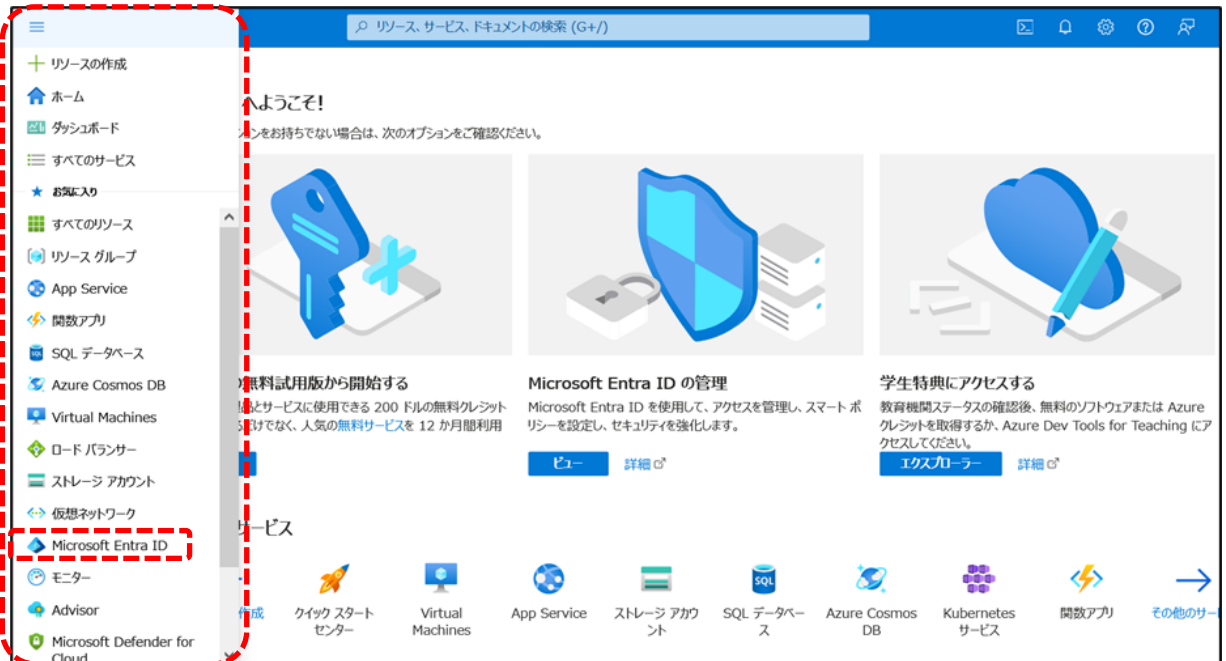 リソース、サービス、ドキュメントの検索 (G+/)
リソースの作成
ホーム
ダッシュボード
すべてのサービス
お気に入り
すべてのリソース
リソース グループ
App Service
関数アプリ
SQL データベース
Azure Cosmos DB
Virtual Machines
ロード バランサー
ストレージ アカウント
仮想ネットワーク
Microsoft Entra ID
モニター
Advisor
Microsoft Defender for
Cloud
へようこそ!
ションをお持ちでない場合は、次のオプションをご確認ください。
の無料試用版から開始する
品とサービスに使用できる 200 ドルの無料クレジット
るだけでなく、人気の無料サービスを 12 か月間利用
Microsoft Entra ID の管理
Microsoft Entra ID を使用して、アクセスを管理し、スマート ポ
リシーを設定し、セキュリティを強化します。
ビュー
詳細
学生特典にアクセスする
教育機関ステータスの確認後、無料のソフトウェアまたは Azure
クレジットを取得するか、Azure Dev Tools for Teaching にア
クセスしてください。
エクスプローラー
詳細
サービス
作成
クイック スタート
センター
Virtual
Machines
App Service
ストレージ アカウ
ント
SQL データベー
ス
Azure Cosmos
DB
Kubernetes
サービス
関数アプリ
その他のサー